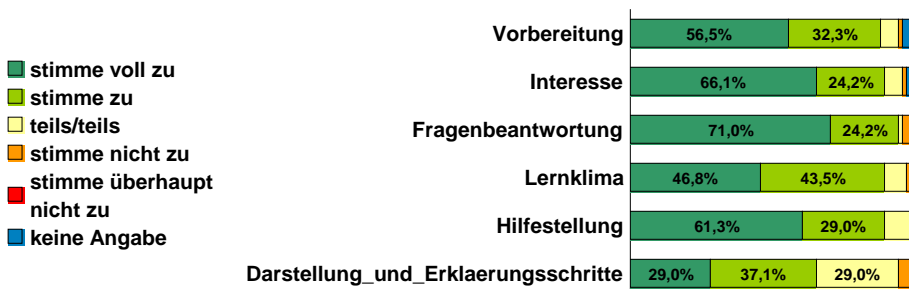 stimme voll zu
stimme zu
teils/teils
stimme nicht zu
stimme überhaupt
nicht zu
keine Angabe
Vorbereitung 56,5% 32,3%
Interesse 66,1% 24,2%
Fragenbeantwortung 71,0% 24,2%
Lernklima 46,8% 43,5%
Hilfestellung 61,3% 29,0%
Darstellung_und_Erklaerungsschritte 29,0% 37,1% 29,0%